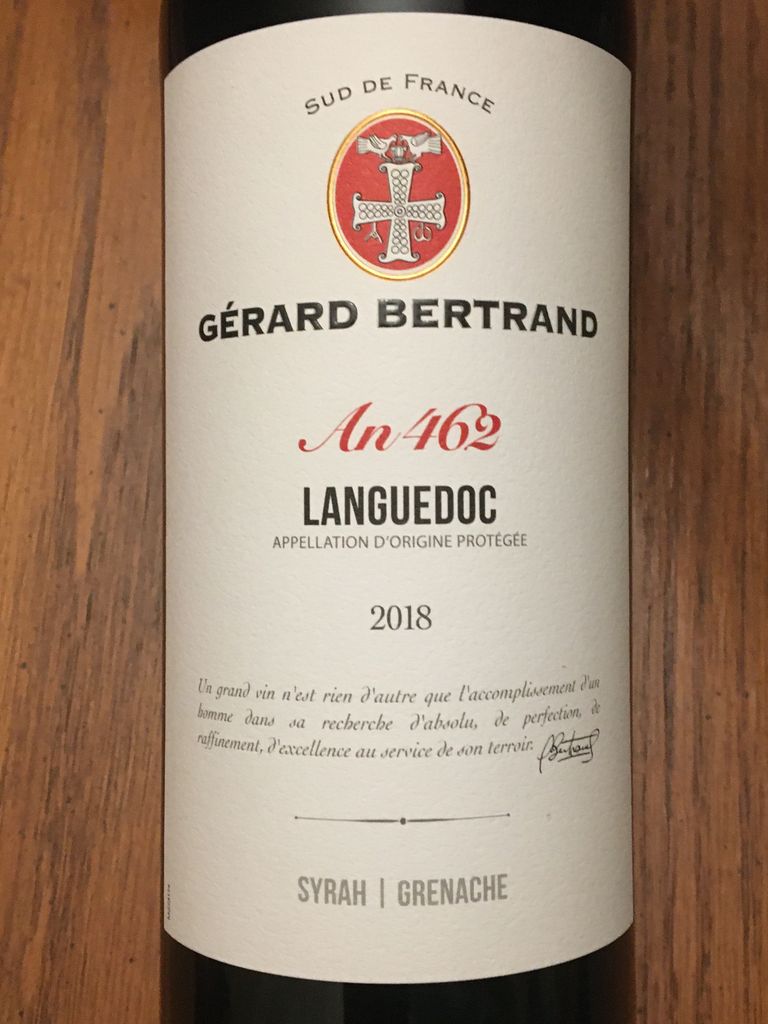 SUD DE FRANCE
GÉRARD BERTRAND
An 462
LANGUEDOC
APPELLATION D'ORIGINE PROTÉGÉE
2018
Un grand vin n'est rien d'autre que l'accomplissement d'un
homme dans sa recherche d'absolu, de perfection, de
raffinement, d'excellence au service de son terroir. GBertrand
SYRAH | GRENACHE